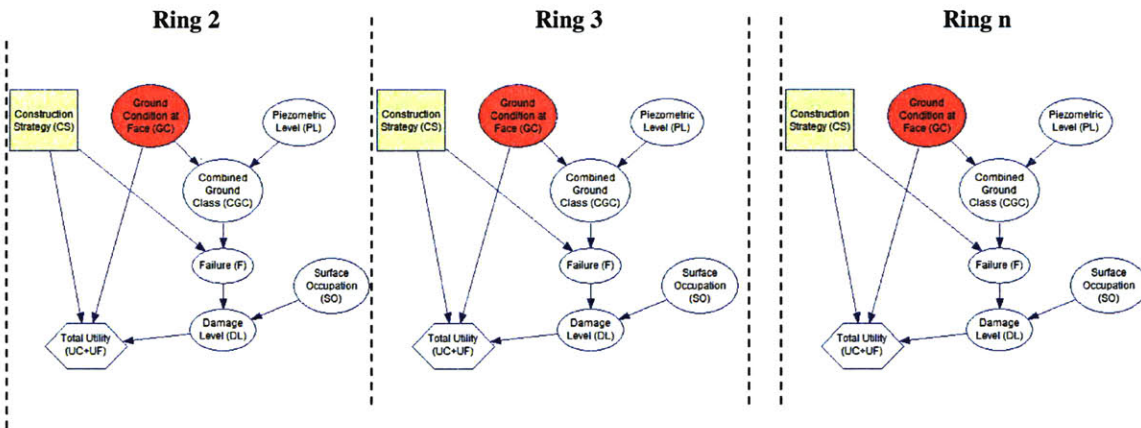 Ring 2
Construction
Strategy (CS)
Ground
Condition at
Face (GC)
Piezometric
Level (PL)
Combined
Ground
Class (CGC)
Failure (F)
Surface
Occupation
(SO)
Damage
Level (DL)
Total Utility
(UC+UF)
Ring 3
Construction
Strategy (CS)
Ground
Condition at
Face (GC)
Piezometric
Level (PL)
Combined
Ground
Class (CGC)
Failure (F)
Surface
Occupation
(SO)
Damage
Level (DL)
Total Utility
(UC+UF)
Ring n
Construction
Strategy (CS)
Ground
Condition at
Face (GC)
Piezometric
Level (PL)
Combined
Ground
Class (CGC)
Failure (F)
Surface
Occupation
(SO)
Damage
Level (DL)
Total Utility
(UC+UF)